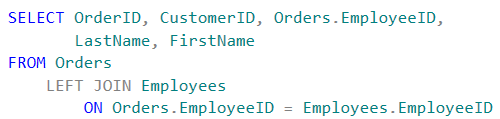 SELECT OrderID, CustomerID, Orders.EmployeeID,
LastName, FirstName
FROM Orders
LEFT JOIN Employees
ON Orders.EmployeeID = Employees.EmployeeID